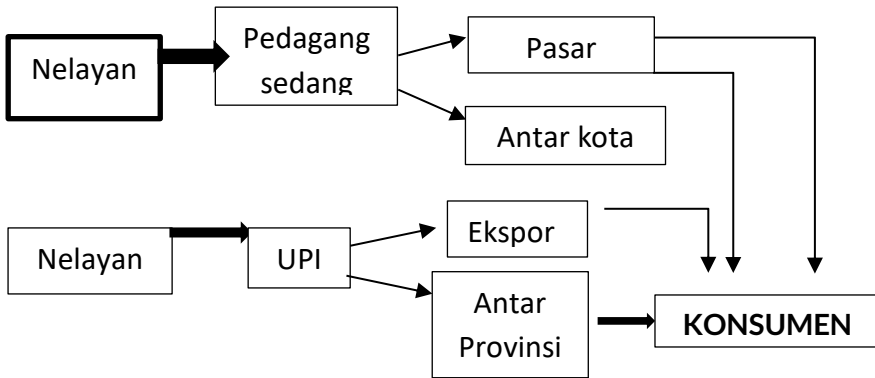 Nelayan
Pedagang
sedang
Pasar
Antar kota
Nelayan
UPI
Ekspor
Antar
Provinsi
KONSUMEN